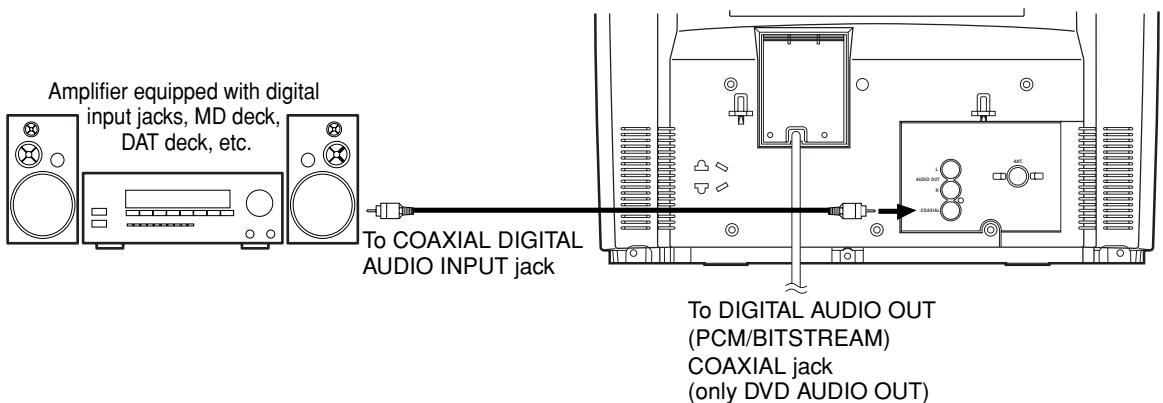 Amplifier equipped with digital
input jacks, MD deck,
DAT deck, etc.
To COAXIAL DIGITAL
AUDIO INPUT jack
L
AUDIO OUT
R
COAXIAL
ANT.
To DIGITAL AUDIO OUT
(PCM/BITSTREAM)
COAXIAL jack
(only DVD AUDIO OUT)